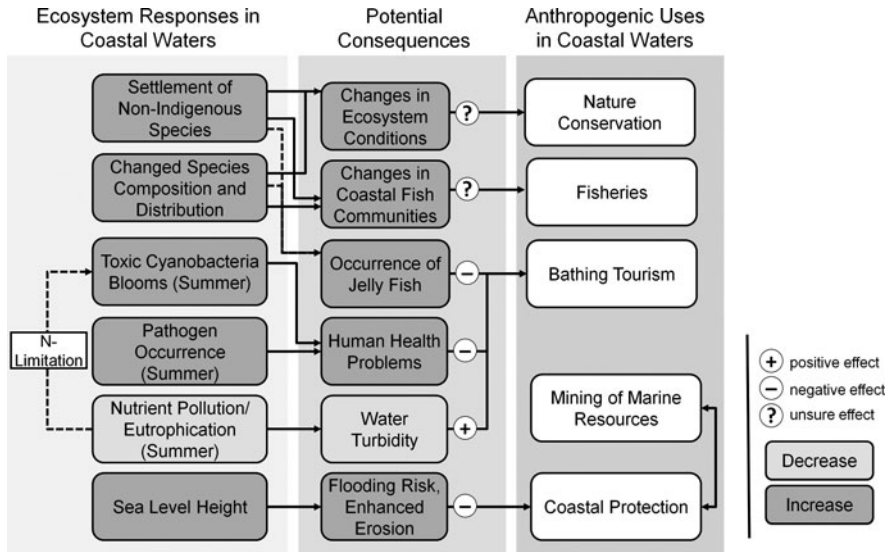 Ecosystem Responses in
Coastal Waters
Potential
Consequences
Anthropogenic Uses
in Coastal Waters
Settlement of
Non-Indigenous
Species
Changed Species
Composition and
Distribution
Toxic Cyanobacteria
Blooms (Summer)
N-
Limitation
Pathogen
Occurrence
(Summer)
Nutrient Pollution/
Eutrophication
(Summer)
Sea Level Height
Changes in
Ecosystem
Conditions
?
Changes in
Coastal Fish
Communities
?
Occurrence of
Jelly Fish
−
Human Health
Problems
−
Water
Turbidity
+
Flooding Risk,
Enhanced
Erosion
−
Nature
Conservation
Fisheries
Bathing Tourism
Mining of Marine
Resources
Coastal Protection
+ positive effect
− negative effect
? unsure effect
Decrease
Increase